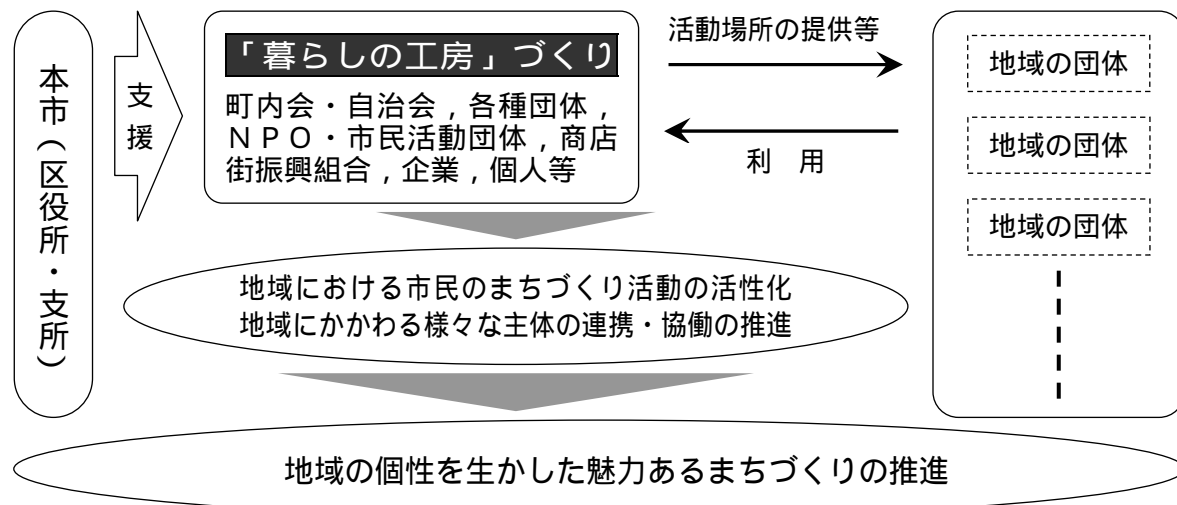 本市（区役所・支所）
支援
「暮らしの工房」づくり
町内会・自治会，各種団体，
ＮＰＯ・市民活動団体，商店
街振興組合，企業，個人等
活動場所の提供等
利　用
地域の団体
地域の団体
地域の団体
地域における市民のまちづくり活動の活性化
地域にかかわる様々な主体の連携・協働の推進
地域の個性を生かした魅力あるまちづくりの推進